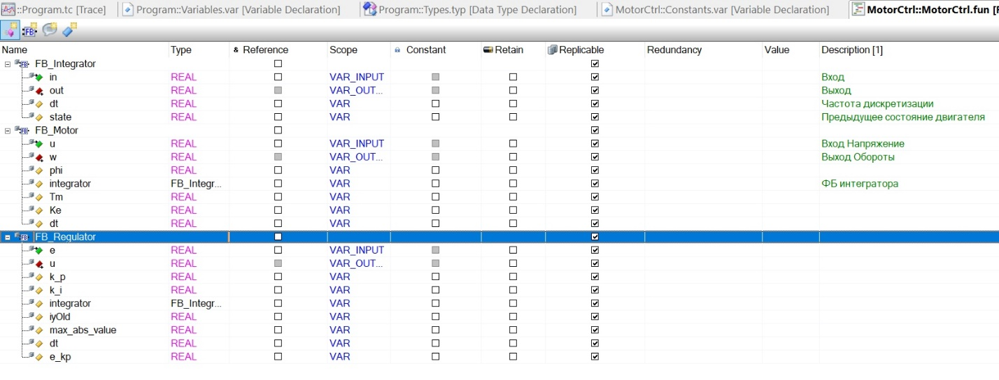 ::Program.tc [Trace] Program::Variables.var [Variable Declaration] Program::Types.typ [Data Type Declaration] MotorCtrl::Constants.var [Variable Declaration] MotorCtrl::MotorCtrl.fun
Name Type & Reference Scope Constant Retain Replicable Redundancy Value Description [1]
FB_Integrator
in REAL VAR_INPUT Вход
out REAL VAR_OUT... Выход
dt REAL VAR Частота дискретизации
state REAL VAR Предыдущее состояние двигателя
FB_Motor
u REAL VAR_INPUT Вход Напряжение
w REAL VAR_OUT... Выход Обороты
phi REAL VAR
integrator FB_Integr... VAR ФБ интегратора
Tm REAL VAR
Ke REAL VAR
dt REAL VAR
FB_Regulator
e REAL VAR_INPUT
u REAL VAR_OUT...
k_p REAL VAR
k_i REAL VAR
integrator FB_Integr... VAR
iyOld REAL VAR
max_abs_value REAL VAR
dt REAL VAR
e_kp REAL VAR